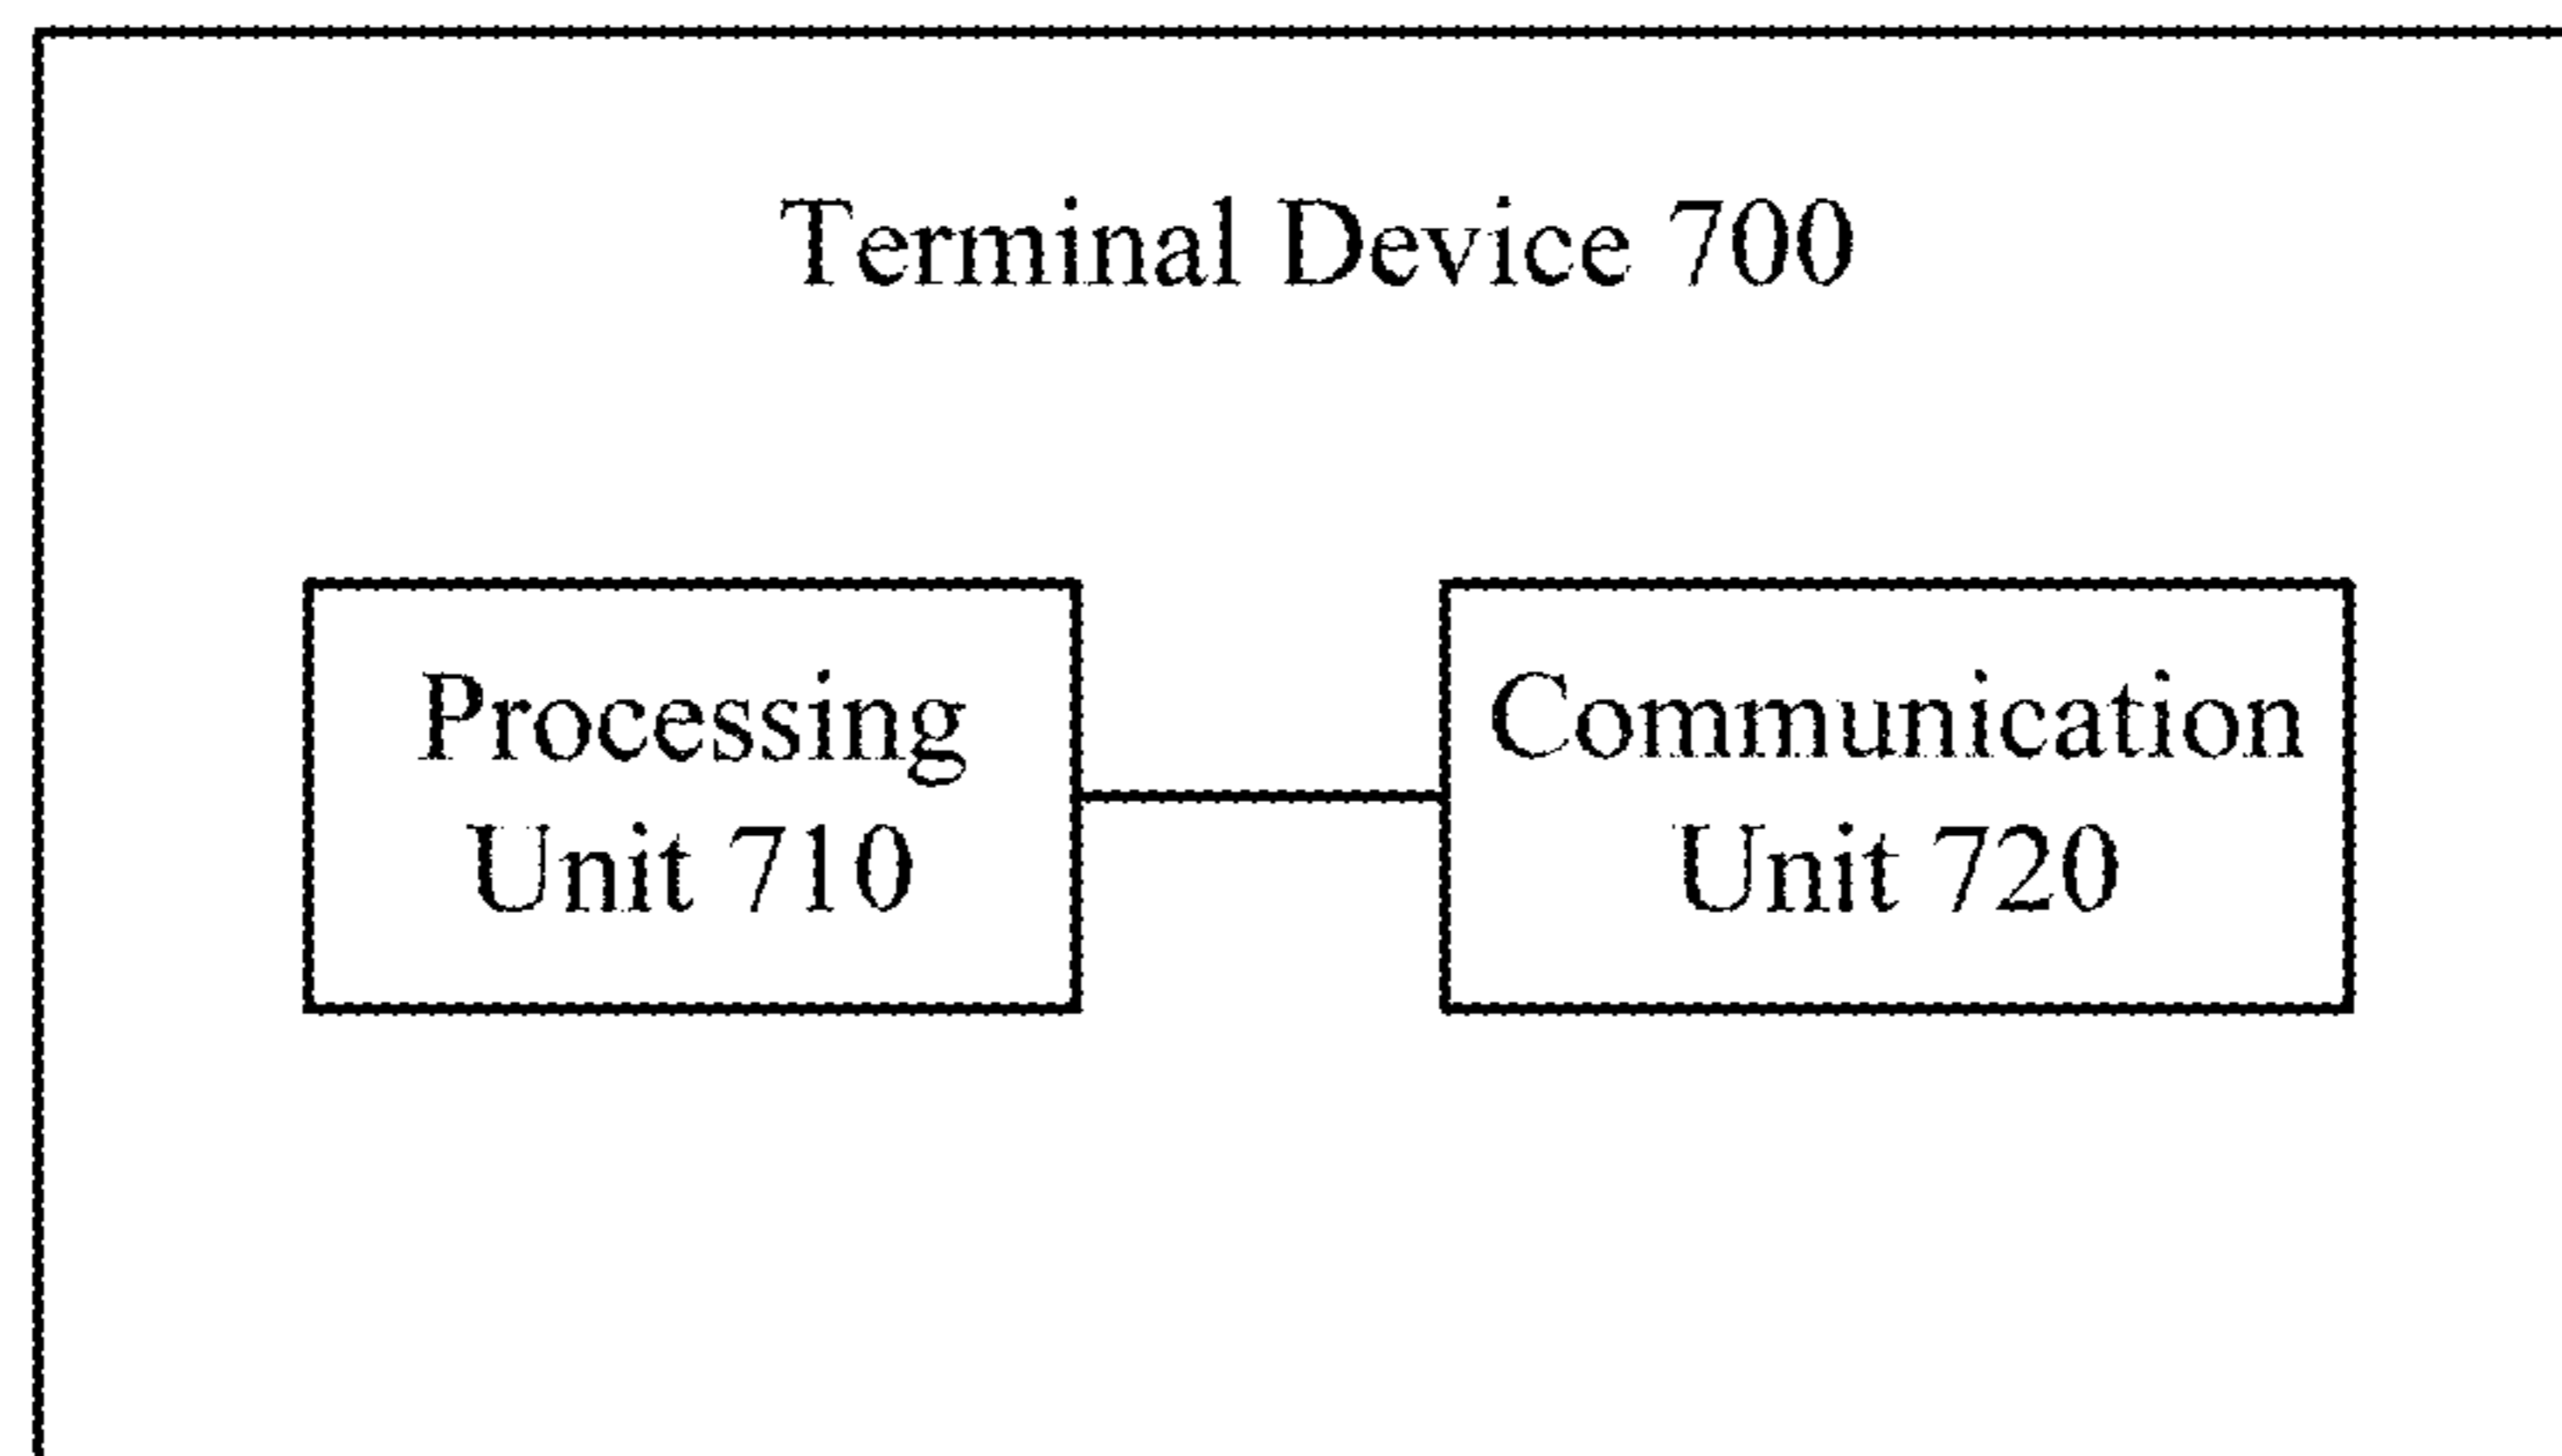 Terminal Device 700
Processing
Unit 710
Communication
Unit 720